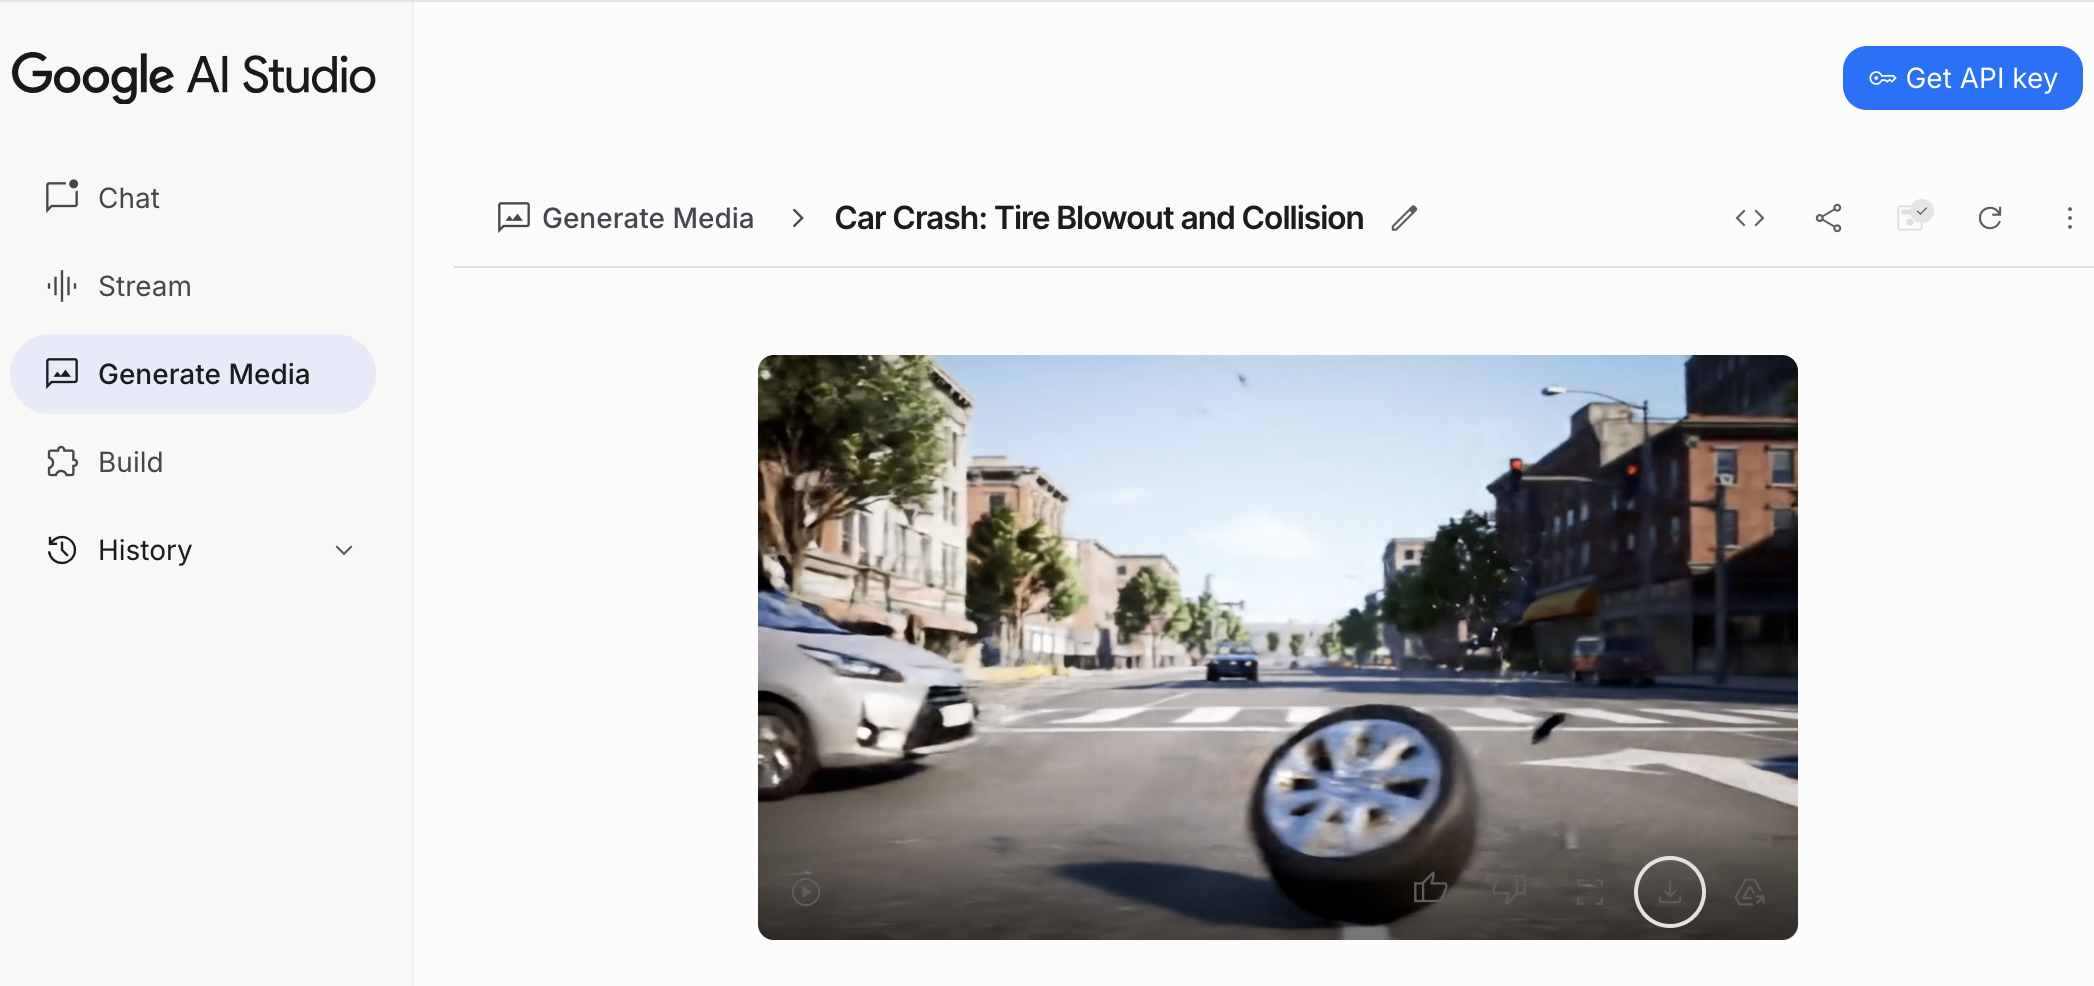 Google AI Studio
Get API key
Chat
Stream
Generate Media
Build
History
Generate Media > Car Crash: Tire Blowout and Collision